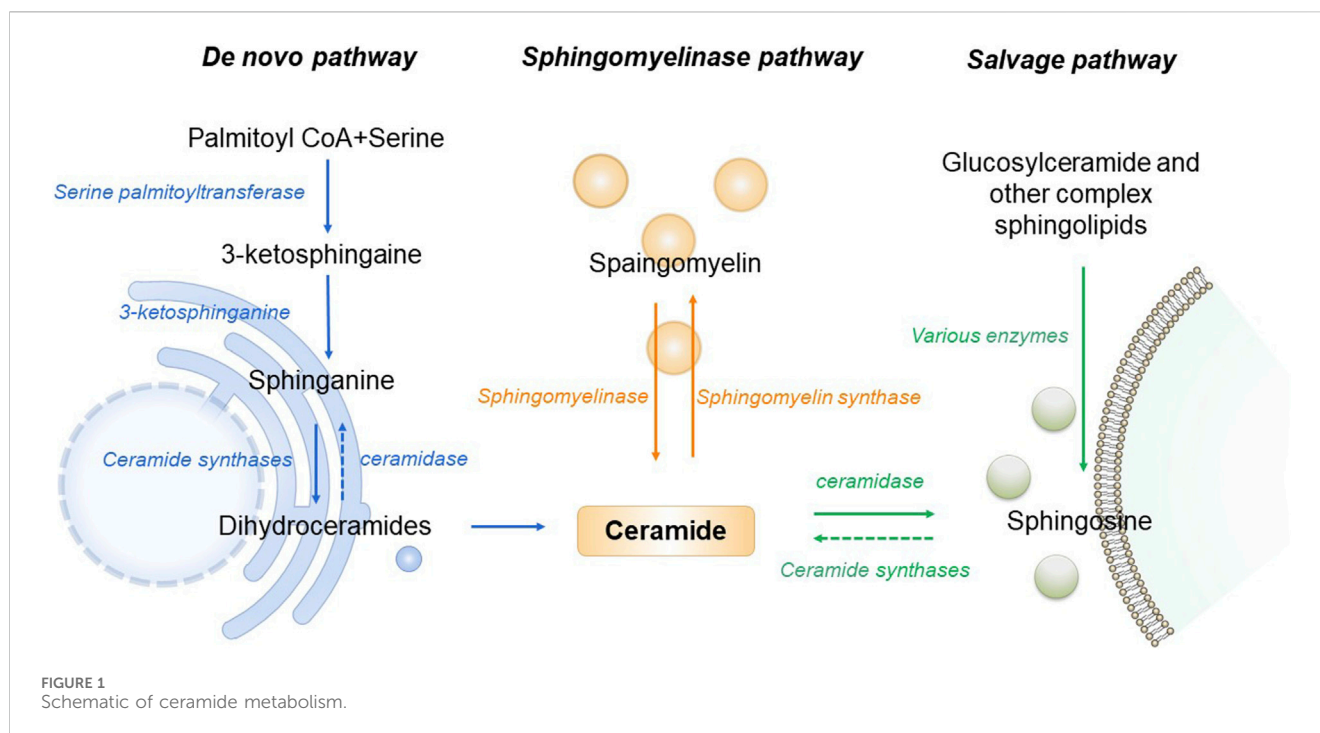 De novo pathway
Sphingomyelinase pathway
Salvage pathway
Palmitoyl CoA+Serine
Serine palmitoyltransferase
3-ketosphingaine
3-ketosphinganine
Sphinganine
Ceramide synthases
ceramidase
Dihydroceramides
Spaingomyelin
Sphingomyelinase
Sphingomyelin synthase
Ceramide
Glucosylceramide and
other complex
sphingolipids
Various enzymes
ceramidase
Ceramide synthases
Sphingosine
FIGURE 1
Schematic of ceramide metabolism.